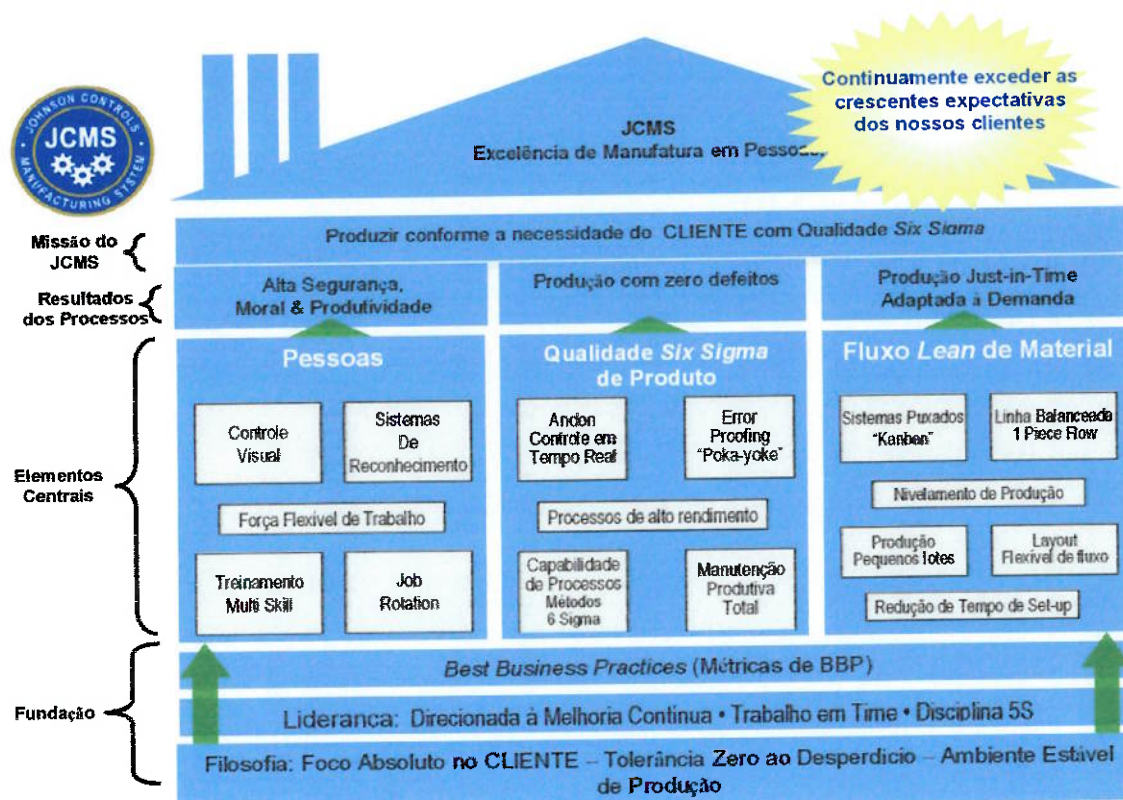 Continuamente exceder as
crescentes expectativas
dos nossos clientes
JCMS
Excelência de Manufatura em Pessoas,
JOHNSON CONTROLS
JCMS
MANUFACTURING SYSTEM
Missão do
JCMS
Produzir conforme a necessidade do CLIENTE com Qualidade Six Sigma
Resultados
dos Processos
Alta Segurança,
Moral & Produtividade
Produção com zero defeitos
Produção Just-in-Time
Adaptada à Demanda
Elementos
Centrais
Pessoas
Controle
Visual
Sistemas
De
Reconhecimento
Força Flexível de Trabalho
Treinamento
Multi Skill
Job
Rotation
Qualidade Six Sigma
de Produto
Andon
Controle em
Tempo Real
Error
Proofing
"Poka-yoke"
Processos de alto rendimento
Capabilidade
de Processos
Métodos
6 Sigma
Manutenção
Produtiva
Total
Fluxo Lean de Material
Sistemas Puxados
"Kanban"
Linha Balanceada
1 Piece Flow
Nivelamento de Produção
Produção
Pequenos lotes
Layout
Flexível de fluxo
Redução de Tempo de Set-up
Fundação
Best Business Practices (Métricas de BBP)
Liderança: Direcionada à Melhoria Contínua • Trabalho em Time • Disciplina 5S
Filosofia: Foco Absoluto no CLIENTE – Tolerância Zero ao Desperdício – Ambiente Estável
de Produção